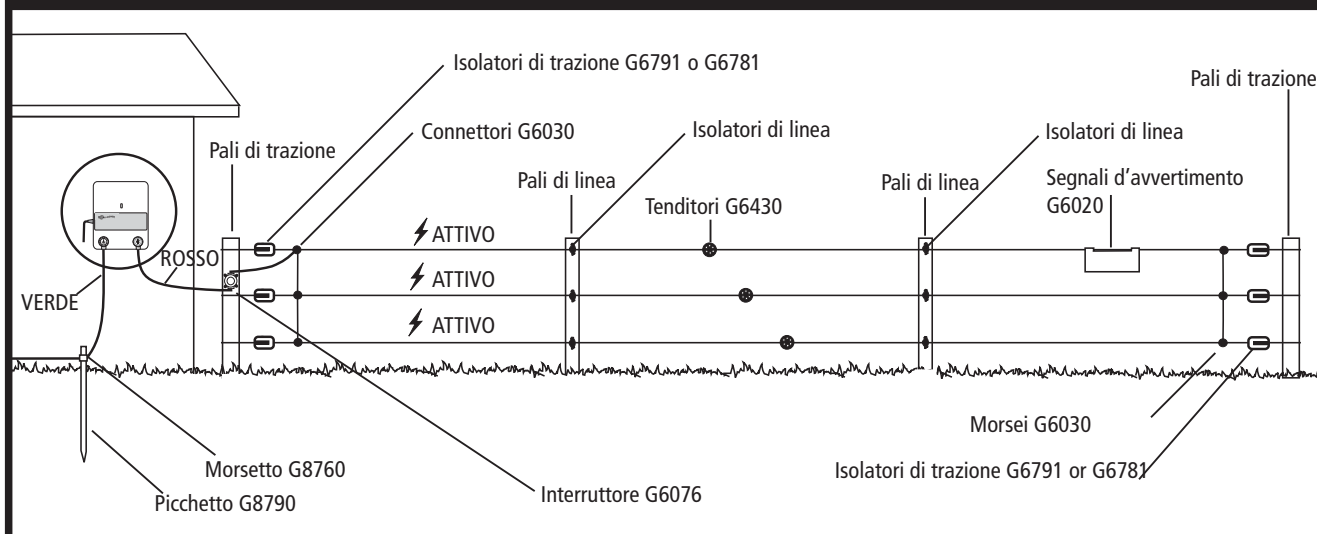 Isolatori di trazione G6791 o G6781
Pali di trazione
Connettori G6030
Isolatori di linea
Isolatori di linea
Pali di trazione
Pali di linea
Pali di linea
Segnali d'avvertimento
G6020
Tenditori G6430
ATTIVO
ROSSO
ATTIVO
VERDE
ATTIVO
Morsei G6030
Morsetto G8760
Isolatori di trazione G6791 or G6781
Picchetto G8790
Interruttore G6076